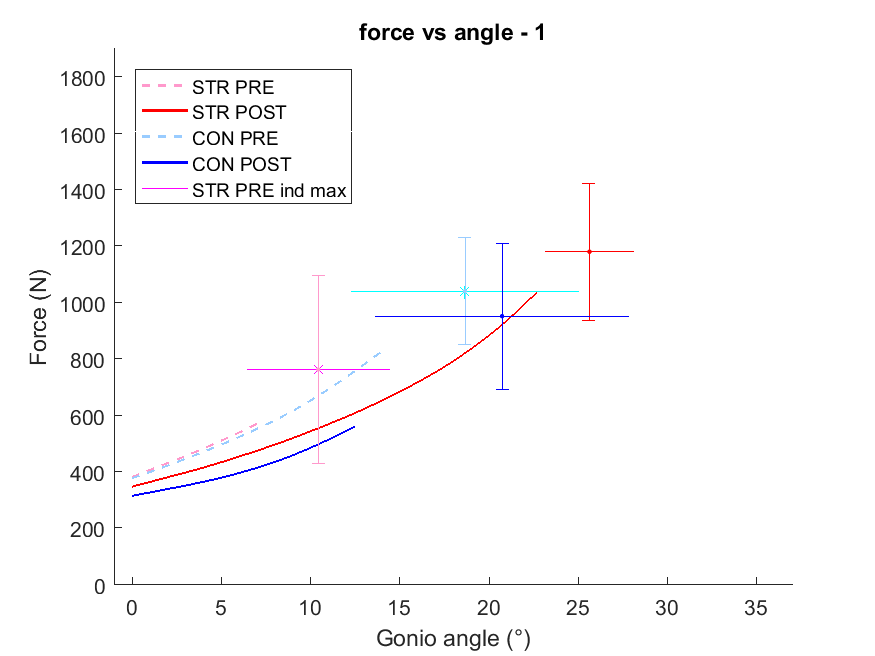 force vs angle - 1
STR PRE
STR POST
CON PRE
CON POST
STR PRE ind max
1800
1600
1400
1200
1000
800
600
400
200
0
Force (N)
0 5 10 15 20 25 30 35
Gonio angle (°)